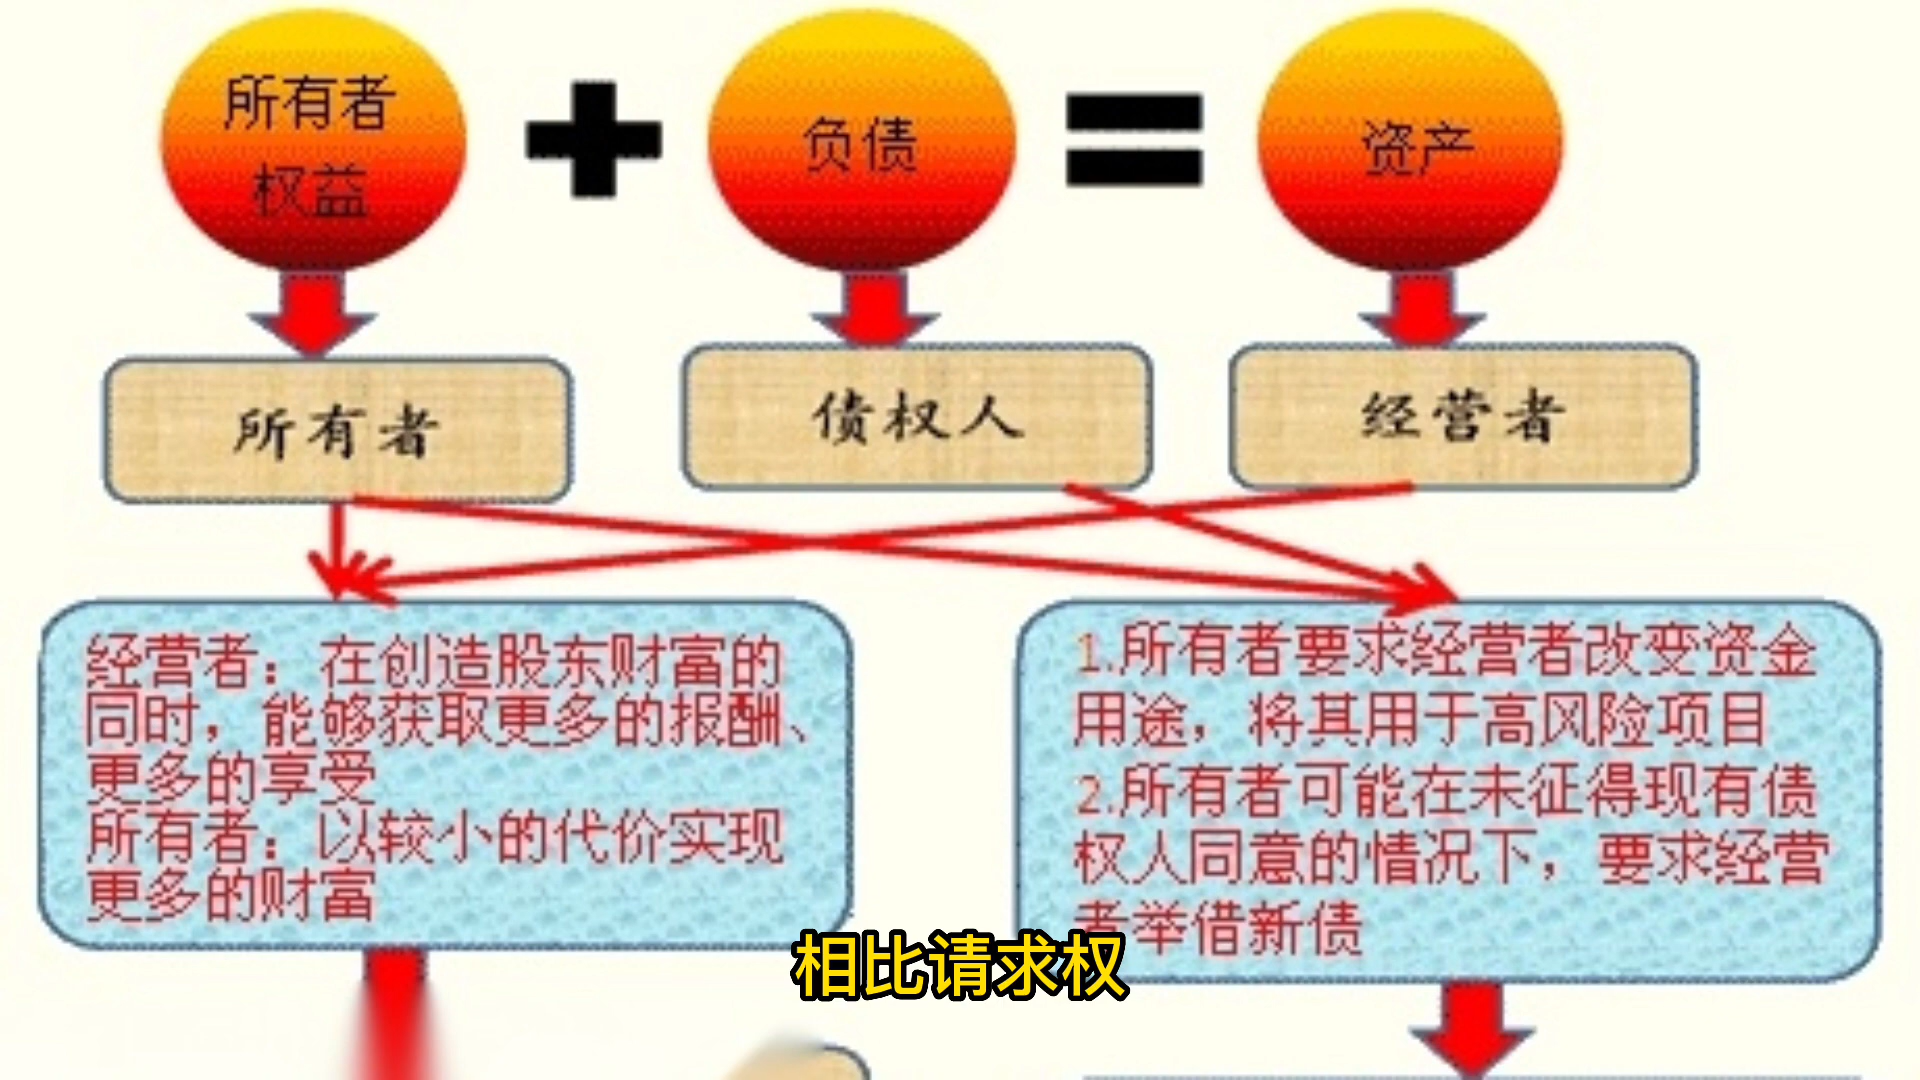 所有者
权益
负债
资产
所有者
债权人
经营者
经营者：在创造股东财富的
同时，能够获取更多的报酬、
更多的享受
所有者：以较小的代价实现
更多的财富
1.所有者要求经营者改变资金
用途，将其用于高风险项目
2.所有者可能在未征得现有债
权人同意的情况下，要求经营
者举借新债
相比请求权